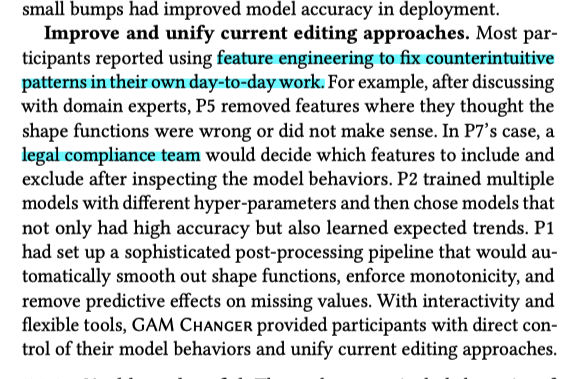 small bumps had improved model accuracy in deployment.
Improve and unify current editing approaches. Most par-
ticipants reported using feature engineering to fix counterintuitive
patterns in their own day-to-day work. For example, after discussing
with domain experts, P5 removed features where they thought the
shape functions were wrong or did not make sense. In P7's case, a
legal compliance team would decide which features to include and
exclude after inspecting the model behaviors. P2 trained multiple
models with different hyper-parameters and then chose models that
not only had high accuracy but also learned expected trends. P1
had set up a sophisticated post-processing pipeline that would au-
tomatically smooth out shape functions, enforce monotonicity, and
remove predictive effects on missing values. With interactivity and
flexible tools, GAM CHANGER provided participants with direct con-
trol of their model behaviors and unify current editing approaches.